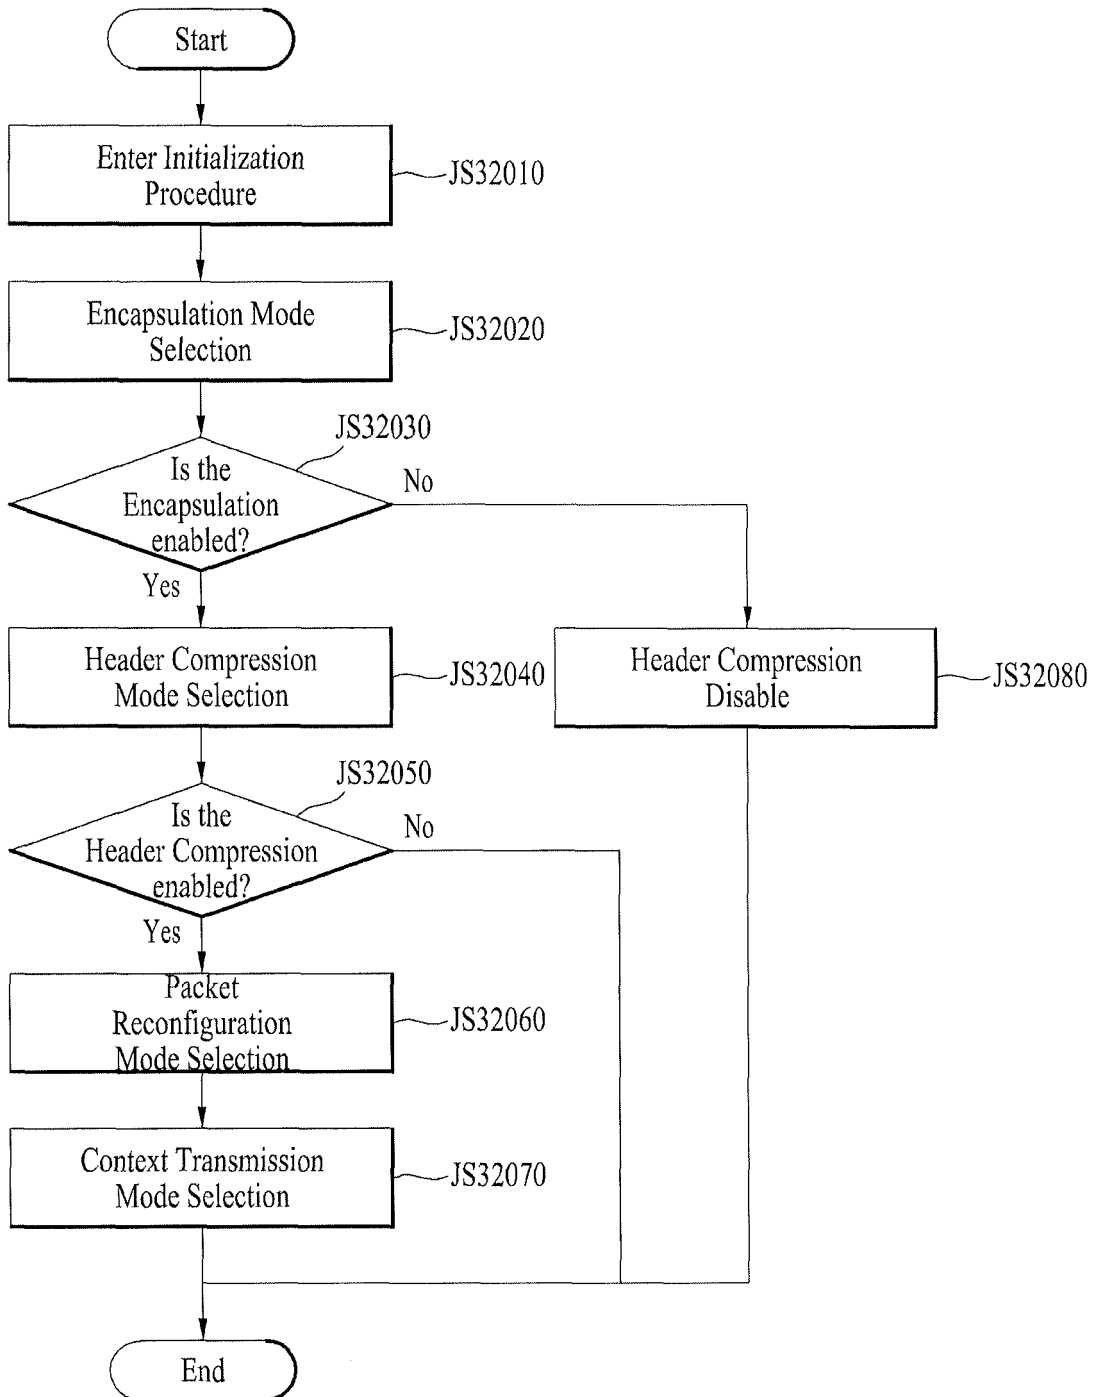 Start
Enter Initialization
Procedure
JS32010
Encapsulation Mode
Selection
JS32020
JS32030
Is the
Encapsulation
enabled?
No
Yes
Header Compression
Mode Selection
JS32040
Header Compression
Disable
JS32080
JS32050
Is the
Header Compression
enabled?
No
Yes
Packet
Reconfiguration
Mode Selection
JS32060
Context Transmission
Mode Selection
JS32070
End